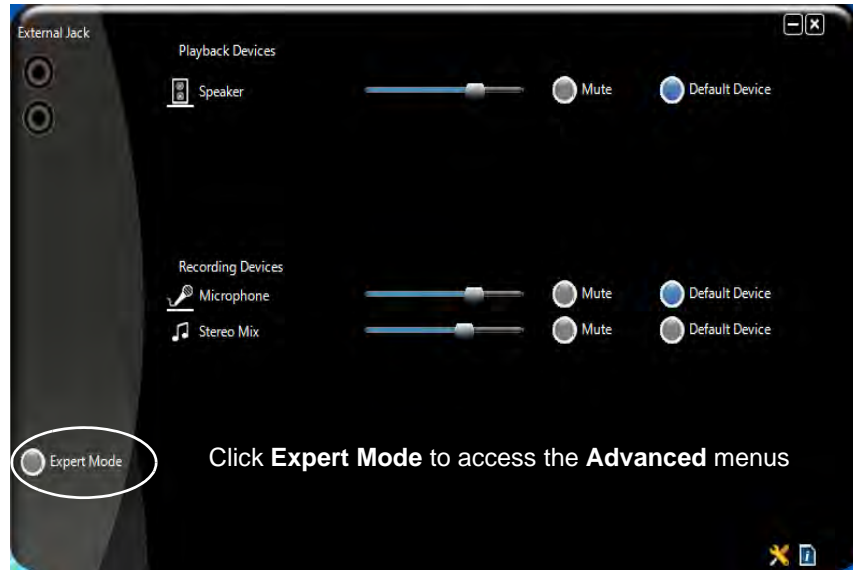 External Jack
Playback Devices
Speaker Mute Default Device
Recording Devices
Microphone Mute Default Device
Stereo Mix Mute Default Device
Expert Mode
Click Expert Mode to access the Advanced menus